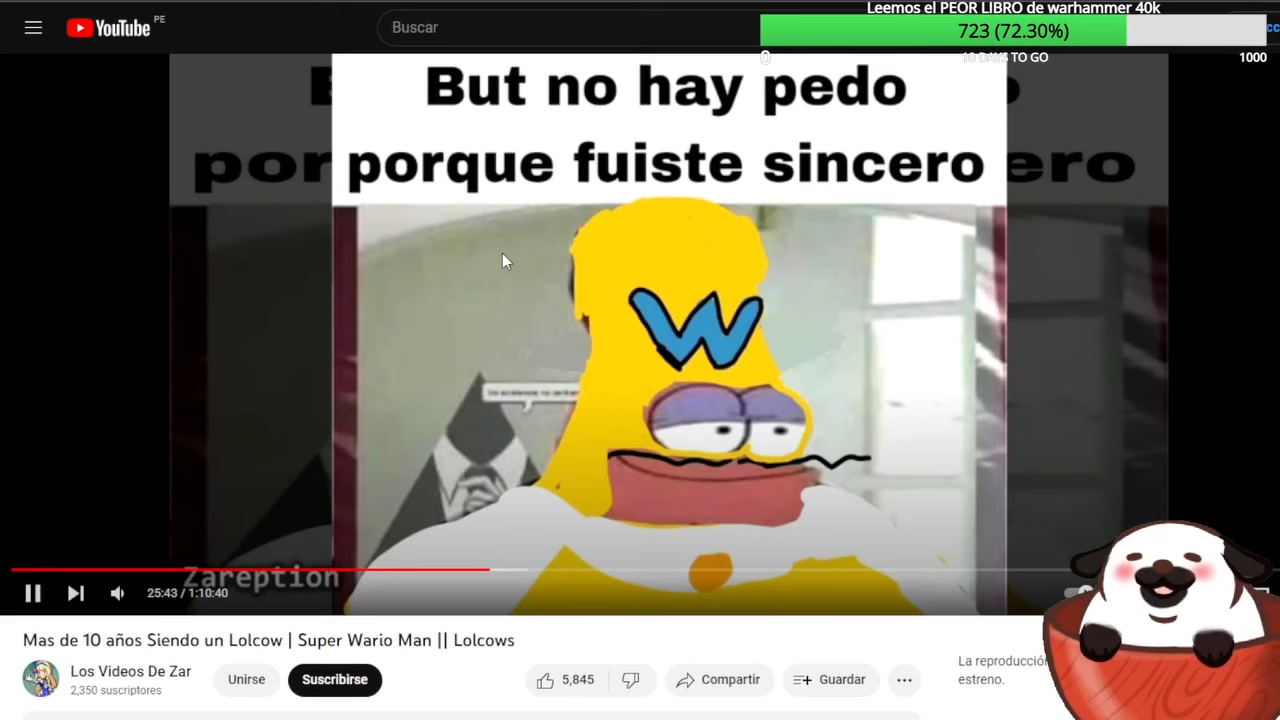 Leemos el PEOR LIBRO de warhammer 40k
YouTube PE
Buscar
723 (72.30%)
0
10 DAYS TO GO
1000
But no hay pedo
porque fuiste sincero
W
Zareption
25:43 / 1:10:40
Mas de 10 años Siendo un Lolcow | Super Wario Man || Lolcows
Los Videos De Zar
2,350 suscriptores
Unirse
Suscribirse
5,845
Compartir
Guardar
La reproducción
estreno.